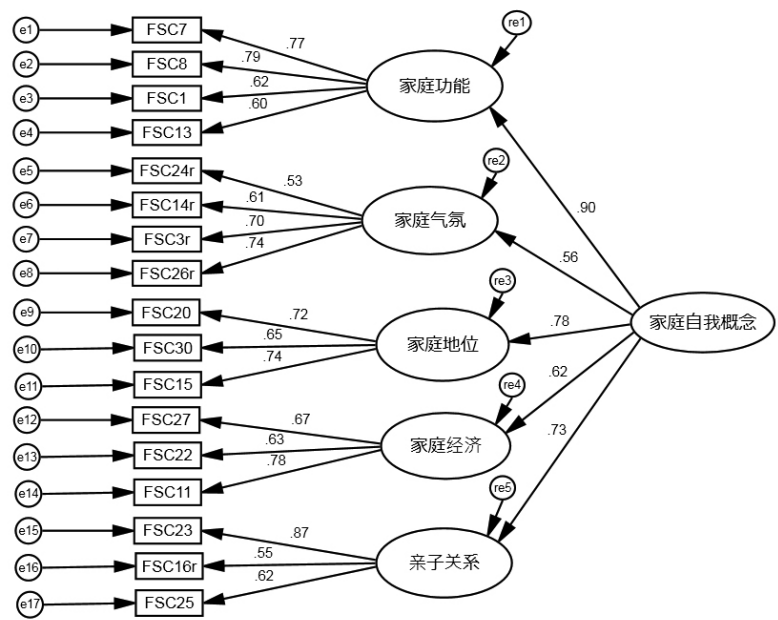 re1
e1 FSC7
.77
e2 FSC8
.79
家庭功能
e3 FSC1
.62
e4 FSC13
.60
re2
e5 FSC24r
.53
e6 FSC14r
.61
.90
家庭气氛
e7 FSC3r
.70
e8 FSC26r
.74
.56
re3
e9 FSC20
.72
.78
家庭自我概念
e10 FSC30
.65
家庭地位
e11 FSC15
.74
re4
.62
e12 FSC27
.67
.73
e13 FSC22
.63
家庭经济
e14 FSC11
.78
re5
e15 FSC23
.87
e16 FSC16r
.55
亲子关系
e17 FSC25
.62